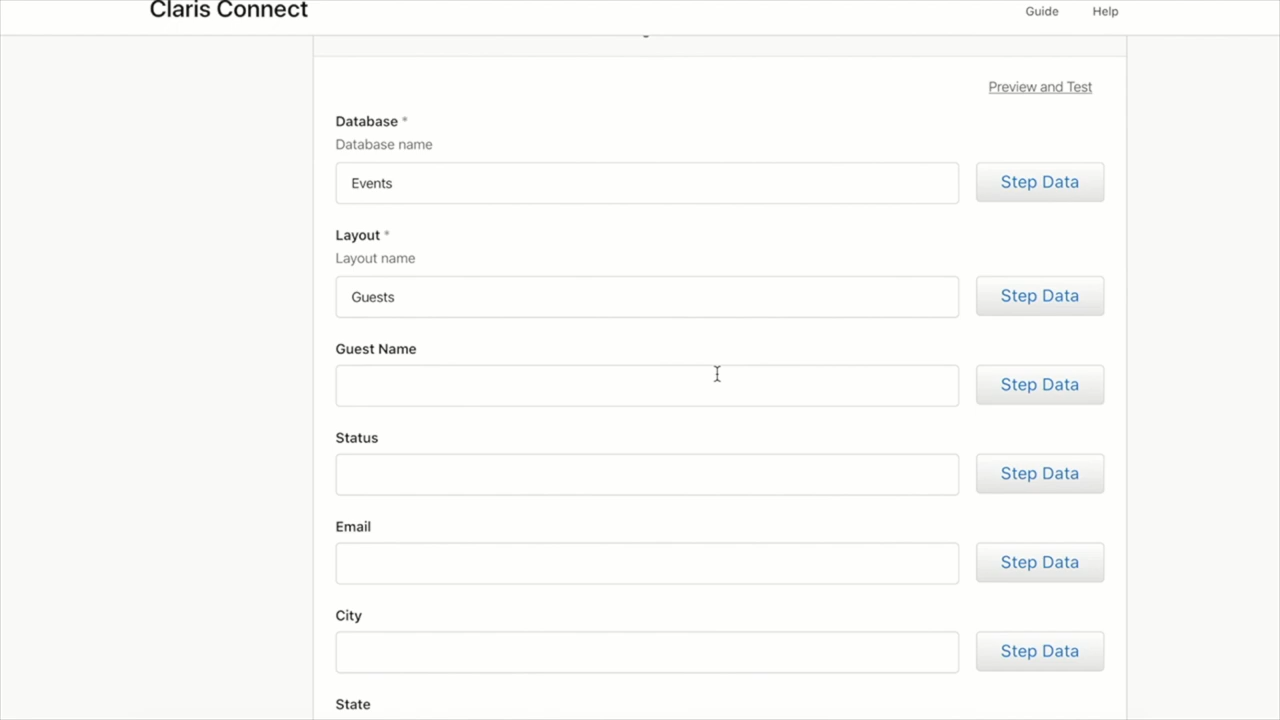 Claris Connect
Guide
Help
Preview and Test
Database *
Database name
Events
Step Data
Layout *
Layout name
Guests
Step Data
Guest Name
Step Data
Status
Step Data
Email
Step Data
City
Step Data
State